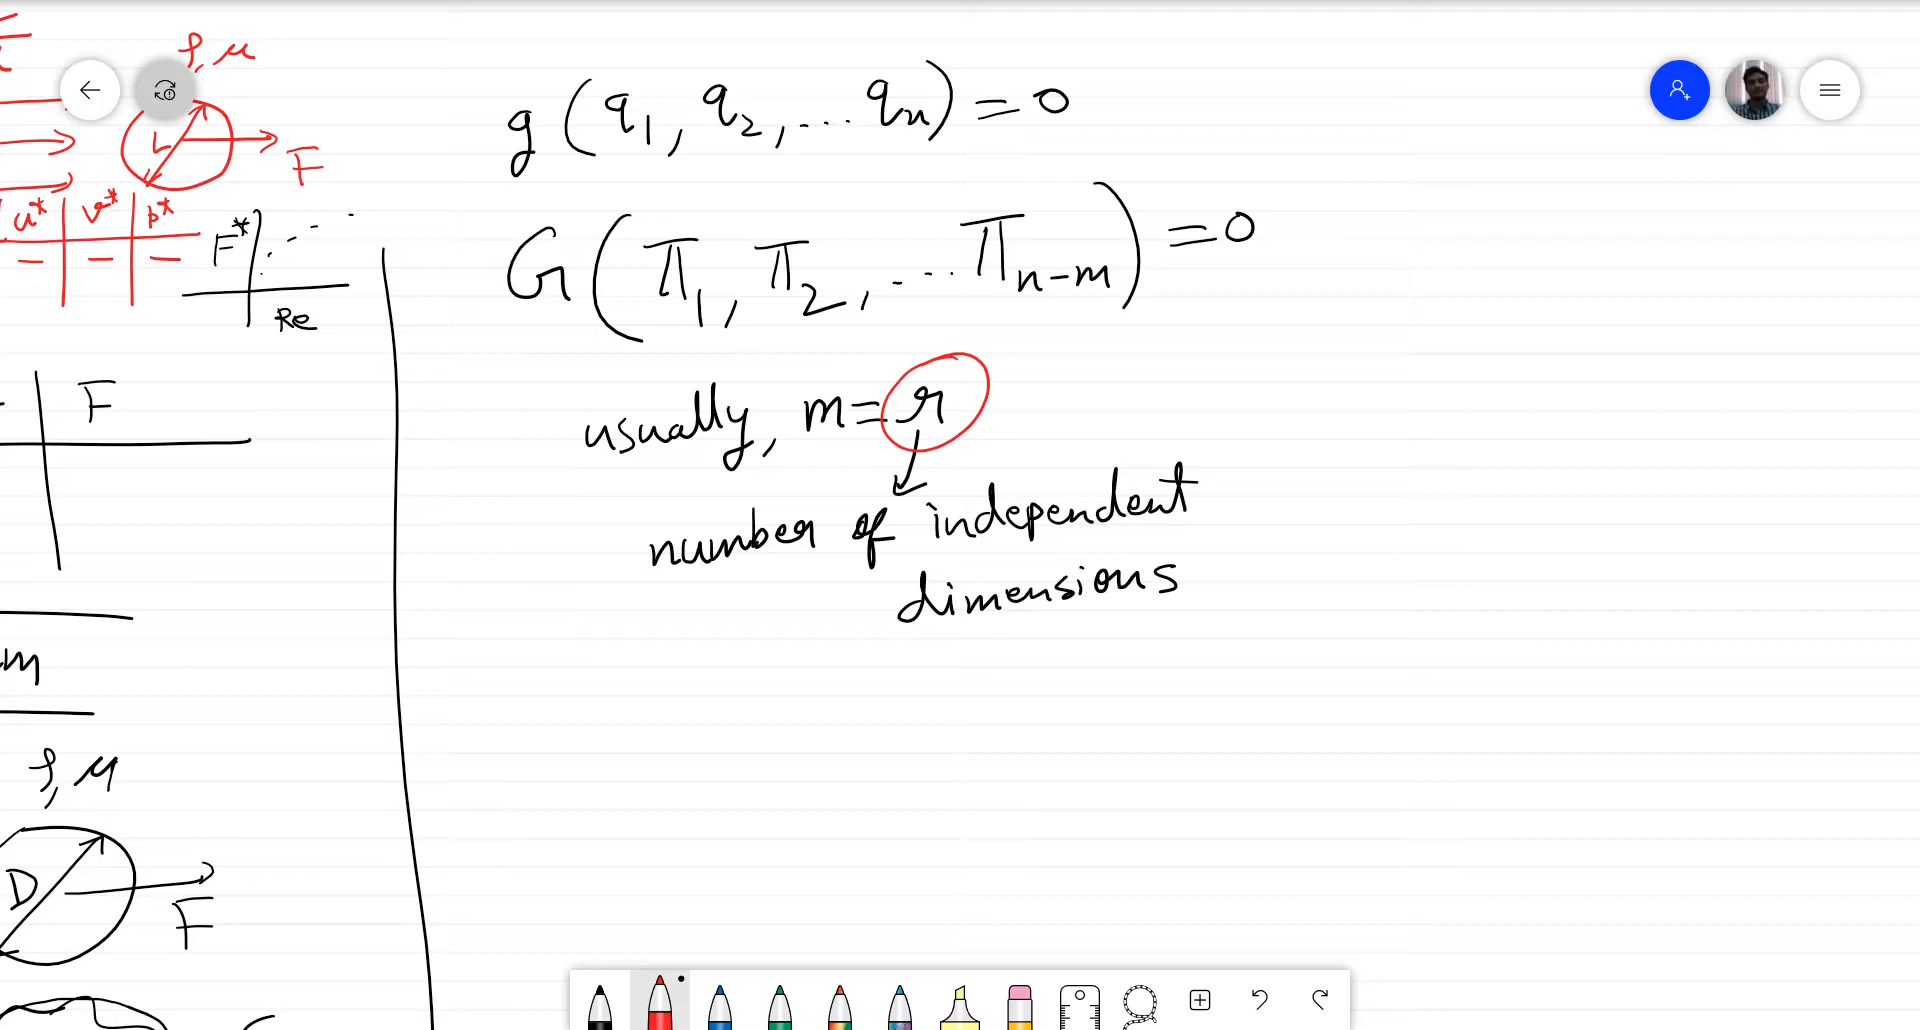 ρ, μ
L
F
u* v* p*
F*
Re
F
m
ρ, μ
D
F
g(q₁, q₂, ... qₙ) = 0
G(Π₁, Π₂, ... Πₙ₋ₘ) = 0
usually, m = r
number of independent
dimensions